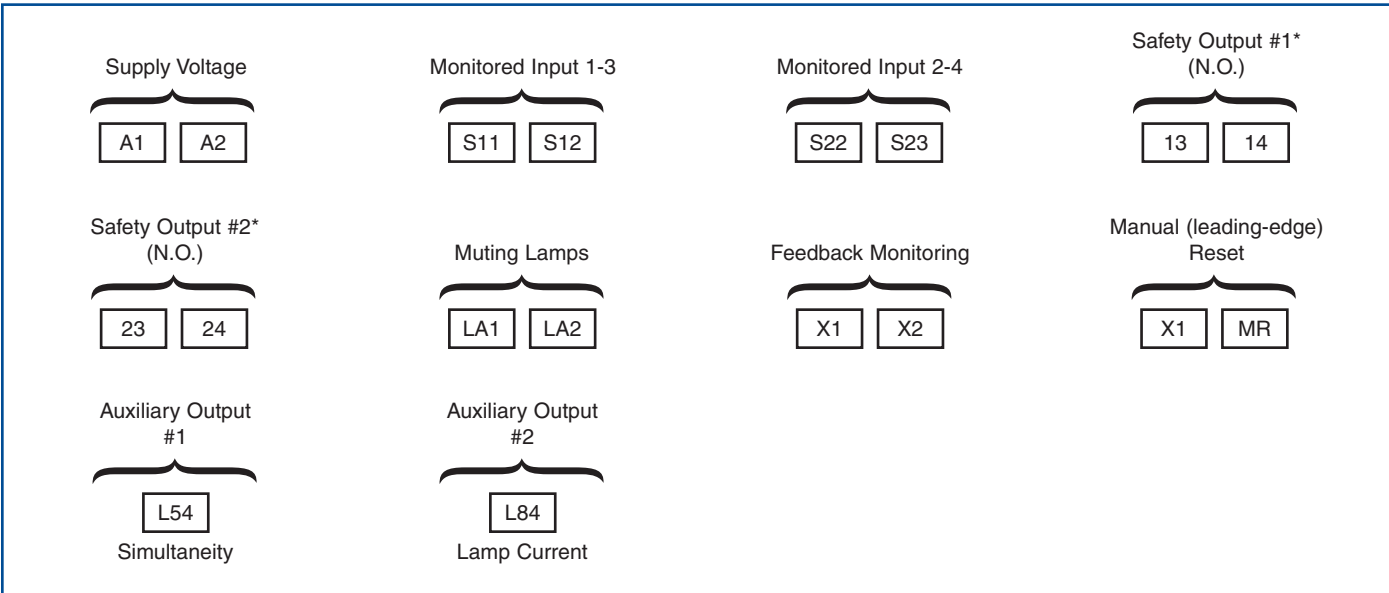 Supply Voltage
A1 A2
Monitored Input 1-3
S11 S12
Monitored Input 2-4
S22 S23
Safety Output #1*
(N.O.)
13 14
Safety Output #2*
(N.O.)
23 24
Muting Lamps
LA1 LA2
Feedback Monitoring
X1 X2
Manual (leading-edge)
Reset
X1 MR
Auxiliary Output
#1
L54
Simultaneity
Auxiliary Output
#2
L84
Lamp Current